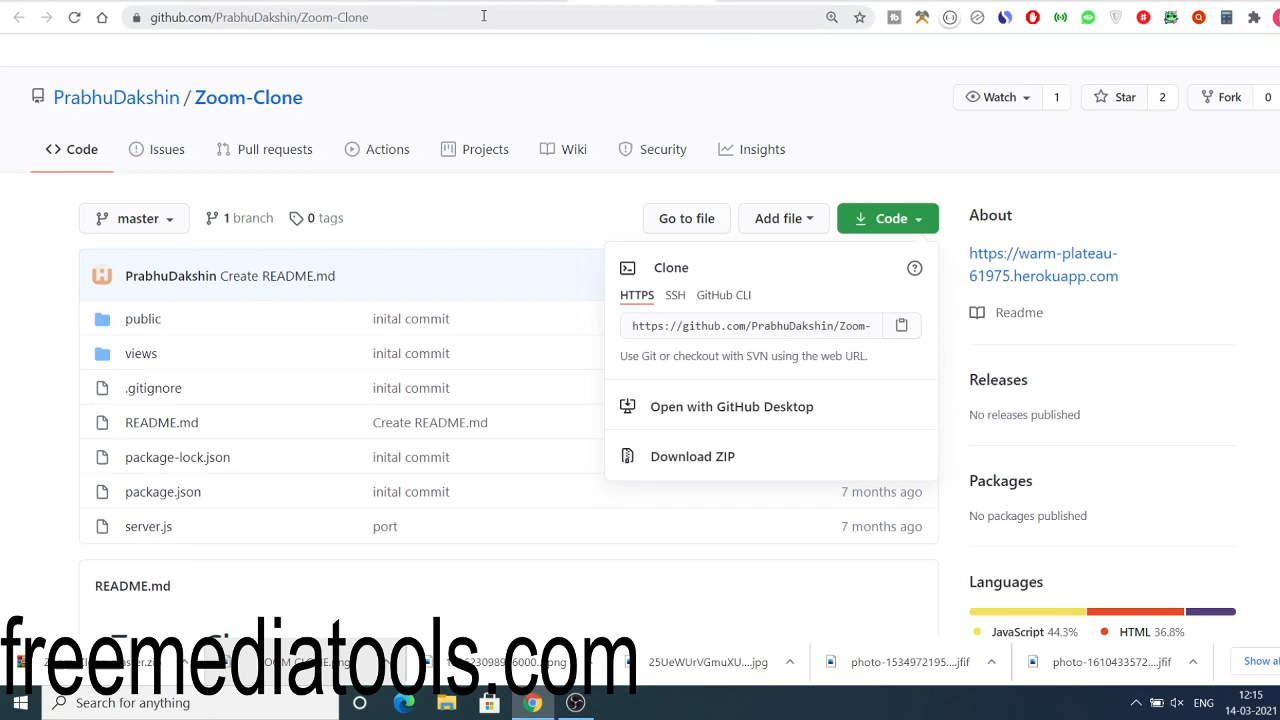 github.com/PrabhuDakshin/Zoom-Clone
PrabhuDakshin / Zoom-Clone
Watch 1
Star 2
Fork 0
Code
Issues
Pull requests
Actions
Projects
Wiki
Security
Insights
master
1 branch
0 tags
Go to file
Add file
Code
About
https://warm-plateau-
61975.herokuapp.com
Readme
Releases
No releases published
Packages
No packages published
Languages
JavaScript 44.3%
HTML 36.8%
PrabhuDakshin Create README.md
public inital commit
views inital commit
.gitignore inital commit
README.md Create README.md
package-lock.json inital commit
package.json inital commit 7 months ago
server.js port 7 months ago
Clone
HTTPS SSH GitHub CLI
https://github.com/PrabhuDakshin/Zoom-
Use Git or checkout with SVN using the web URL.
Open with GitHub Desktop
Download ZIP
README.md
freemediatools.com
25UeWUrVGmuXU....jpg
photo-1534972195....jfif
photo-1610433572....jfif
Show al
Search for anything
ENG
12:15
14-03-2021